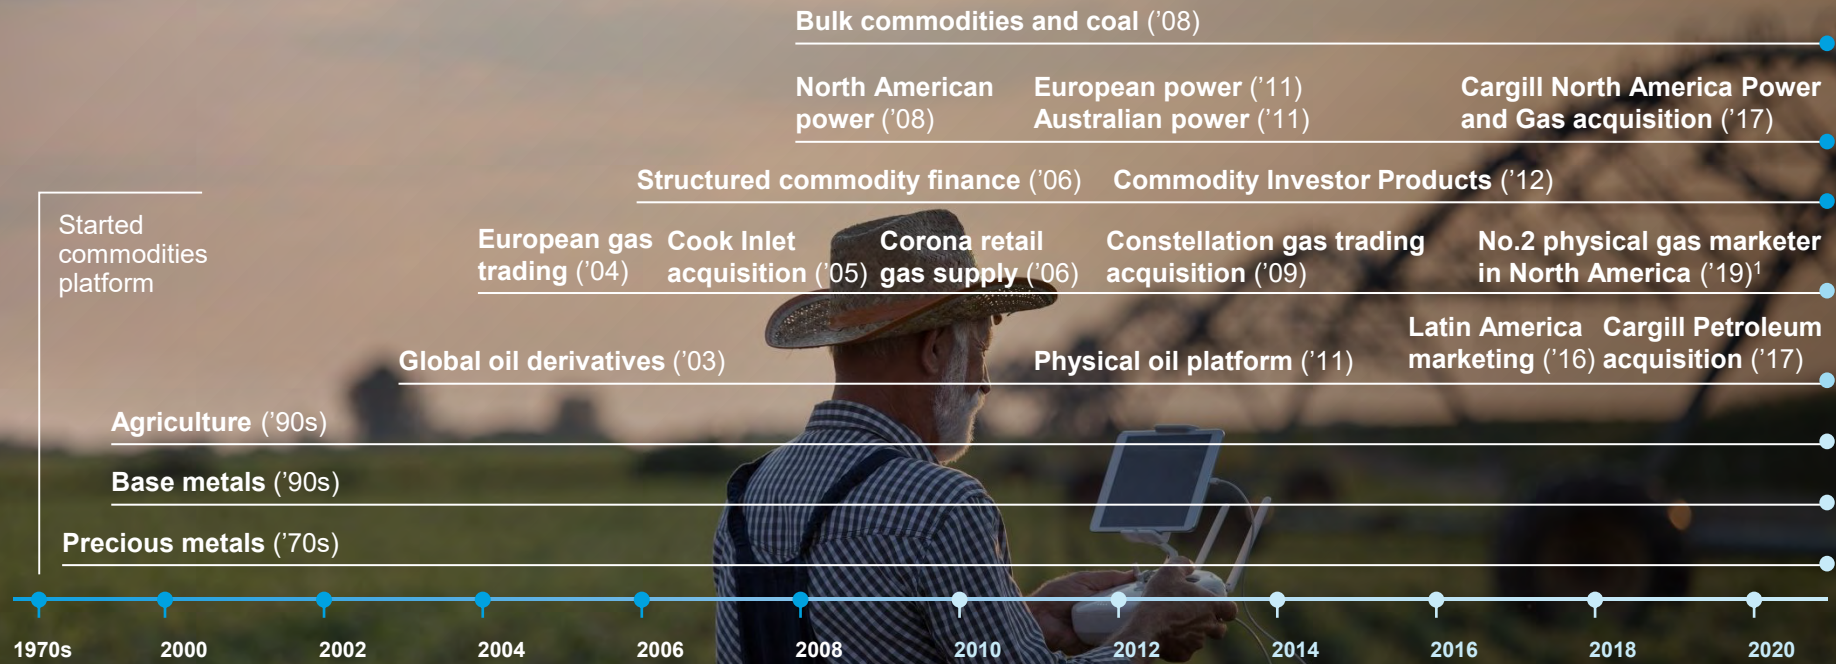 Bulk commodities and coal (’08)
North American
power (’08)
European power (’11)
Australian power (’11)
Cargill North America Power
and Gas acquisition (’17)
Structured commodity finance (’06)
Commodity Investor Products (’12)
Started
commodities
platform
European gas
trading (’04)
Cook Inlet
acquisition (’05)
Corona retail
gas supply (’06)
Constellation gas trading
acquisition (’09)
No.2 physical gas marketer
in North America (’19)¹
Global oil derivatives (’03)
Physical oil platform (’11)
Latin America
marketing (’16)
Cargill Petroleum
acquisition (’17)
Agriculture (’90s)
Base metals (’90s)
Precious metals (’70s)
1970s 2000 2002 2004 2006 2008 2010 2012 2014 2016 2018 2020